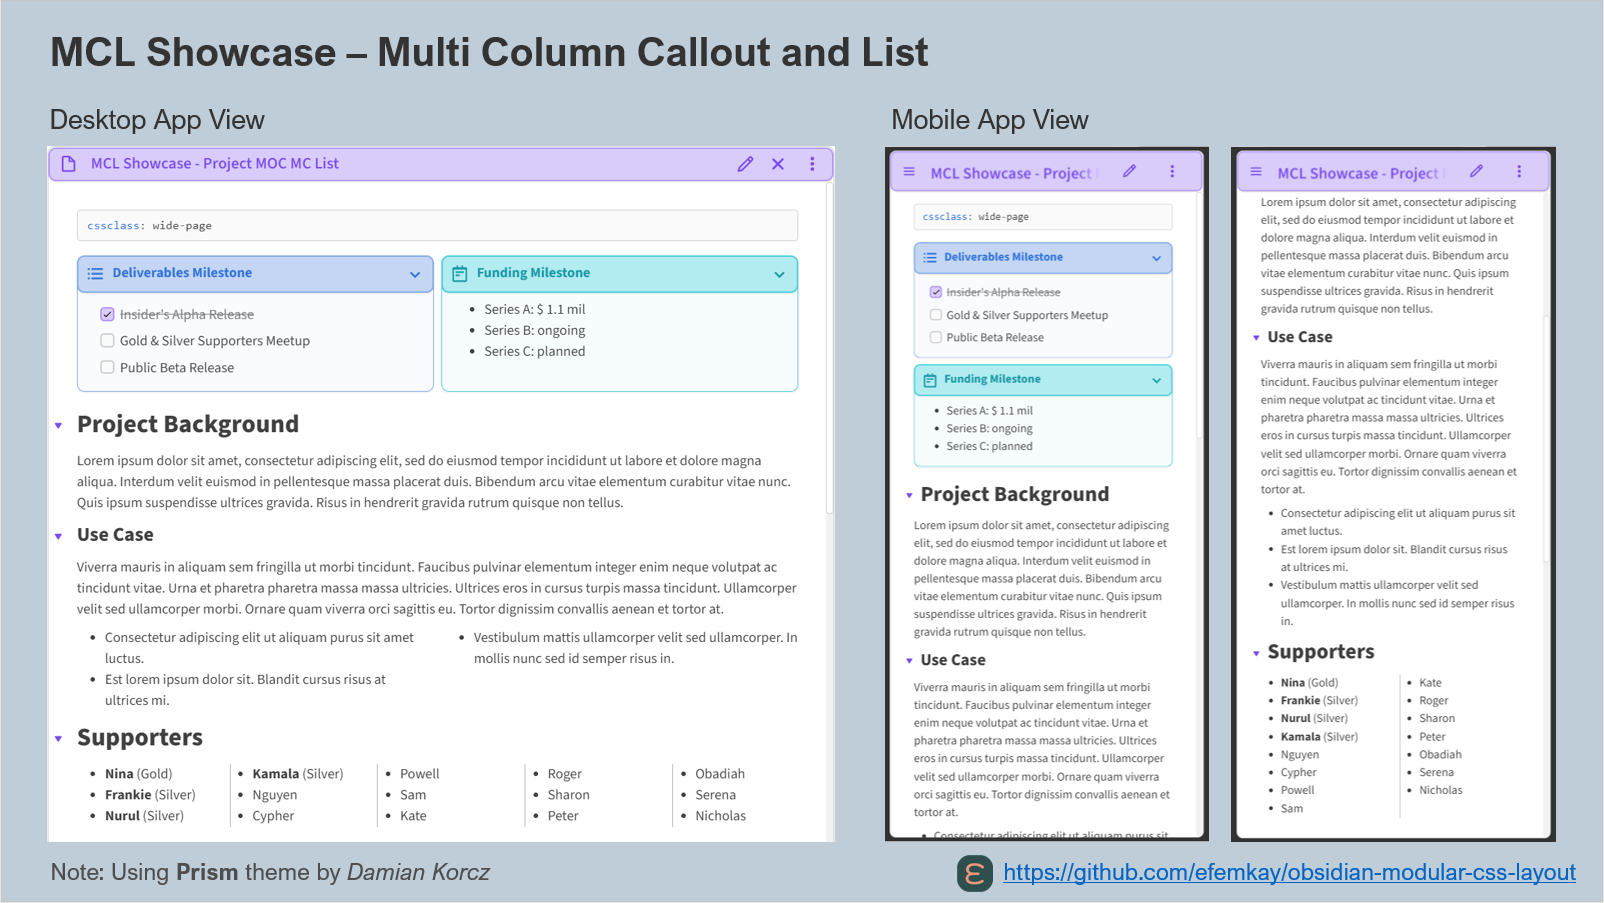 MCL Showcase – Multi Column Callout and List
Desktop App View
MCL Showcase - Project MOC MC List
cssclass: wide-page
Deliverables Milestone
Insider's Alpha Release
Gold & Silver Supporters Meetup
Public Beta Release
Funding Milestone
Series A: $ 1.1 mil
Series B: ongoing
Series C: planned
Project Background
Lorem ipsum dolor sit amet, consectetur adipiscing elit, sed do eiusmod tempor incididunt ut labore et dolore magna
aliqua. Interdum velit euismod in pellentesque massa placerat duis. Bibendum arcu vitae elementum curabitur vitae nunc.
Quis ipsum suspendisse ultrices gravida. Risus in hendrerit gravida rutrum quisque non tellus.
Use Case
Viverra mauris in aliquam sem fringilla ut morbi tincidunt. Faucibus pulvinar elementum integer enim neque volutpat ac
tincidunt vitae. Urna et pharetra pharetra massa massa ultricies. Ultrices eros in cursus turpis massa tincidunt. Ullamcorper
velit sed ullamcorper morbi. Ornare quam viverra orci sagittis eu. Tortor dignissim convallis aenean et tortor at.
Consectetur adipiscing elit ut aliquam purus sit amet
luctus.
Est lorem ipsum dolor sit. Blandit cursus risus at
ultrices mi.
Vestibulum mattis ullamcorper velit sed ullamcorper. In
mollis nunc sed id semper risus in.
Supporters
Nina (Gold)
Frankie (Silver)
Nurul (Silver)
Kamala (Silver)
Nguyen
Cypher
Powell
Sam
Kate
Roger
Sharon
Peter
Obadiah
Serena
Nicholas
Mobile App View
MCL Showcase - Project
cssclass: wide-page
Deliverables Milestone
Insider's Alpha Release
Gold & Silver Supporters Meetup
Public Beta Release
Funding Milestone
Series A: $ 1.1 mil
Series B: ongoing
Series C: planned
Project Background
Lorem ipsum dolor sit amet, consectetur adipiscing
elit, sed do eiusmod tempor incididunt ut labore et
dolore magna aliqua. Interdum velit euismod in
pellentesque massa placerat duis. Bibendum arcu
vitae elementum curabitur vitae nunc. Quis ipsum
suspendisse ultrices gravida. Risus in hendrerit
gravida rutrum quisque non tellus.
Use Case
Viverra mauris in aliquam sem fringilla ut morbi
tincidunt. Faucibus pulvinar elementum integer
enim neque volutpat ac tincidunt vitae. Urna et
pharetra pharetra massa massa ultricies. Ultrices
eros in cursus turpis massa tincidunt. Ullamcorper
velit sed ullamcorper morbi. Ornare quam viverra
orci sagittis eu. Tortor dignissim convallis aenean et
tortor at.
Consectetur adipiscing elit ut aliquam purus sit
MCL Showcase - Project
Lorem ipsum dolor sit amet, consectetur adipiscing
elit, sed do eiusmod tempor incididunt ut labore et
dolore magna aliqua. Interdum velit euismod in
pellentesque massa placerat duis. Bibendum arcu
vitae elementum curabitur vitae nunc. Quis ipsum
suspendisse ultrices gravida. Risus in hendrerit
gravida rutrum quisque non tellus.
Use Case
Viverra mauris in aliquam sem fringilla ut morbi
tincidunt. Faucibus pulvinar elementum integer
enim neque volutpat ac tincidunt vitae. Urna et
pharetra pharetra massa massa ultricies. Ultrices
eros in cursus turpis massa tincidunt. Ullamcorper
velit sed ullamcorper morbi. Ornare quam viverra
orci sagittis eu. Tortor dignissim convallis aenean et
tortor at.
Consectetur adipiscing elit ut aliquam purus sit
amet luctus.
Est lorem ipsum dolor sit. Blandit cursus risus
at ultrices mi.
Vestibulum mattis ullamcorper velit sed
ullamcorper. In mollis nunc sed id semper risus
in.
Supporters
Nina (Gold)
Frankie (Silver)
Nurul (Silver)
Kamala (Silver)
Nguyen
Cypher
Powell
Sam
Kate
Roger
Sharon
Peter
Obadiah
Serena
Nicholas
Note: Using Prism theme by Damian Korcz
https://github.com/efemkay/obsidian-modular-css-layout